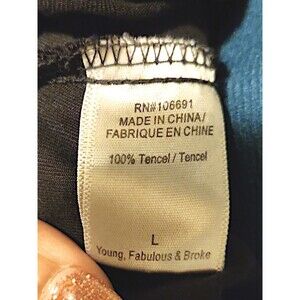 RN#106691
MADE IN CHINA/
FABRIQUE EN CHINE
100% Tencel / Tencel
L
Young, Fabulous & Broke